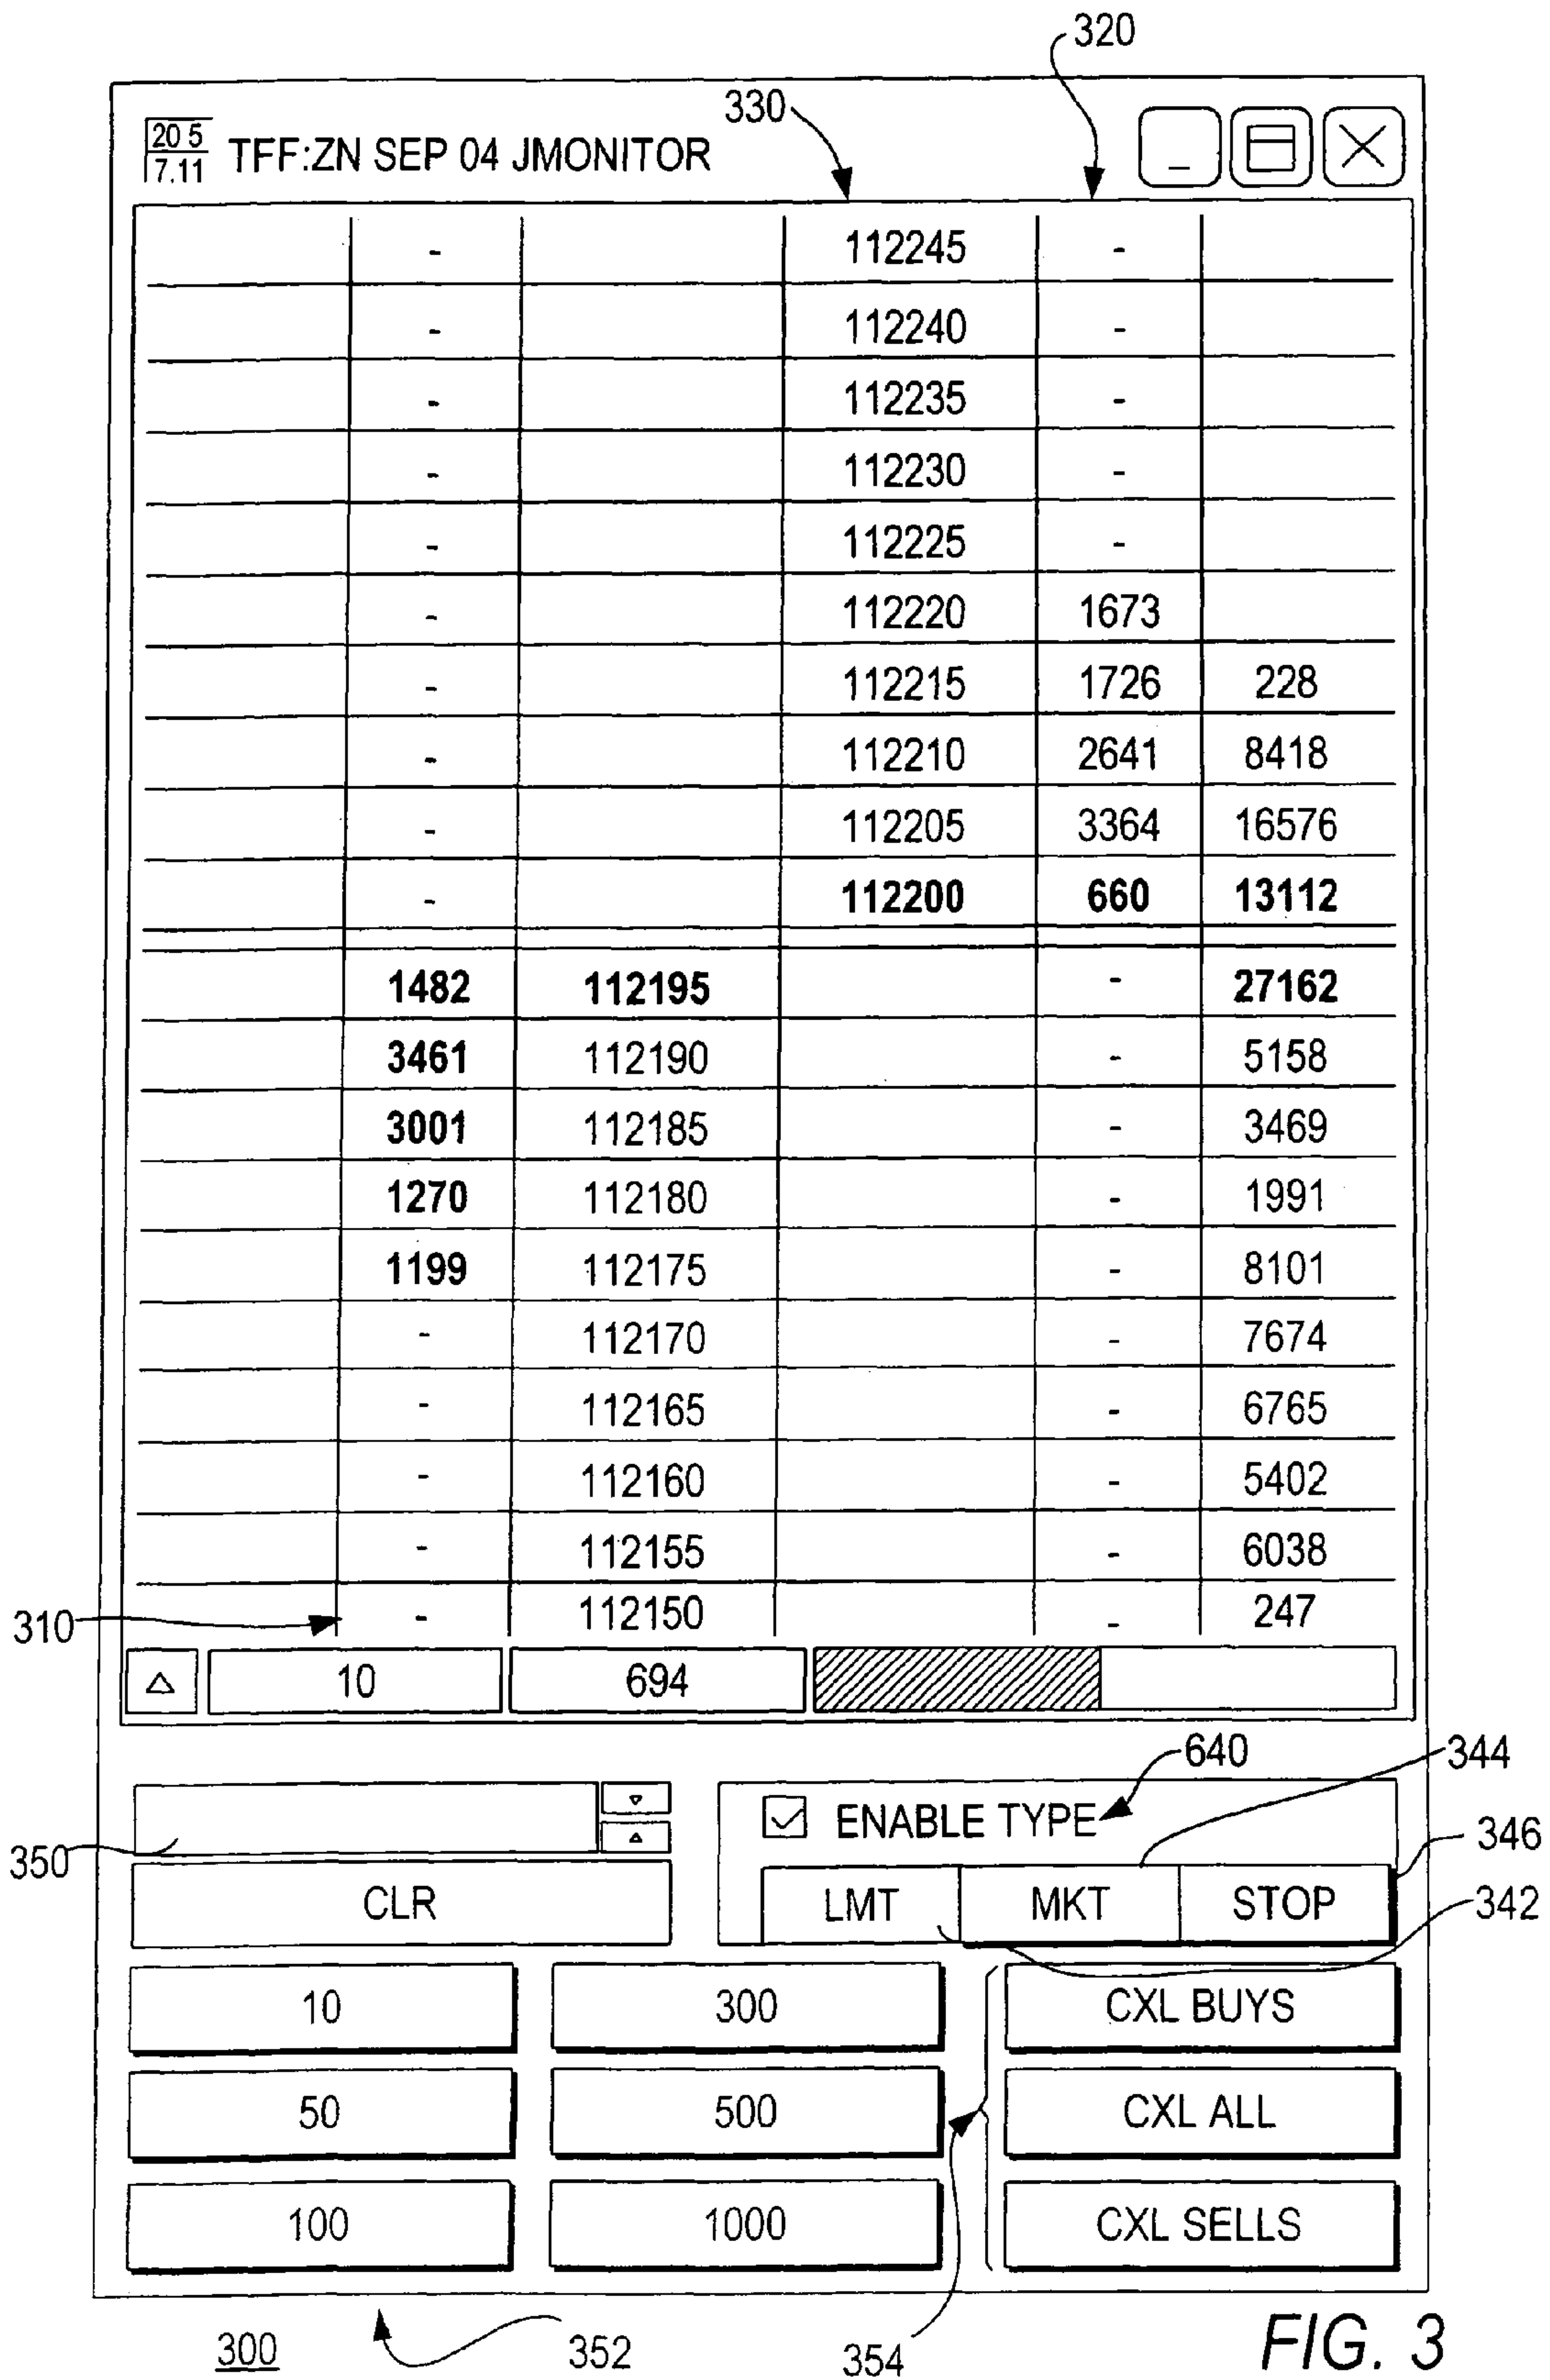 320
330
20 5
7.11
TFF:ZN SEP 04 JMONITOR
- 112245 -
- 112240 -
- 112235 -
- 112230 -
- 112225 -
- 112220 1673
- 112215 1726 228
- 112210 2641 8418
- 112205 3364 16576
- 112200 660 13112
1482 112195 - 27162
3461 112190 - 5158
3001 112185 - 3469
1270 112180 - 1991
1199 112175 - 8101
- 112170 - 7674
- 112165 - 6765
- 112160 - 5402
- 112155 - 6038
310 - 112150 - 247
10 694
640
344
ENABLE TYPE
346
350
CLR LMT MKT STOP
342
10 300 CXL BUYS
50 500 CXL ALL
100 1000 CXL SELLS
300 352 354 FIG. 3